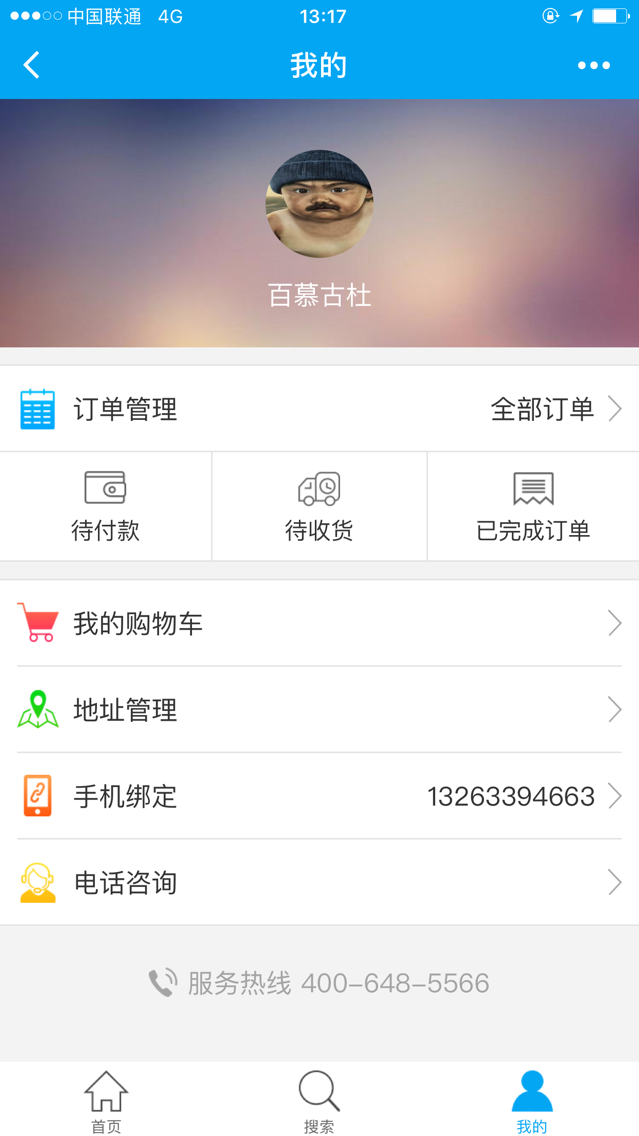 中国联通 4G 13:17
我的
百慕古杜
订单管理 全部订单
待付款 待收货 已完成订单
我的购物车
地址管理
手机绑定 13263394663
电话咨询
服务热线 400-648-5566
首页 搜索 我的